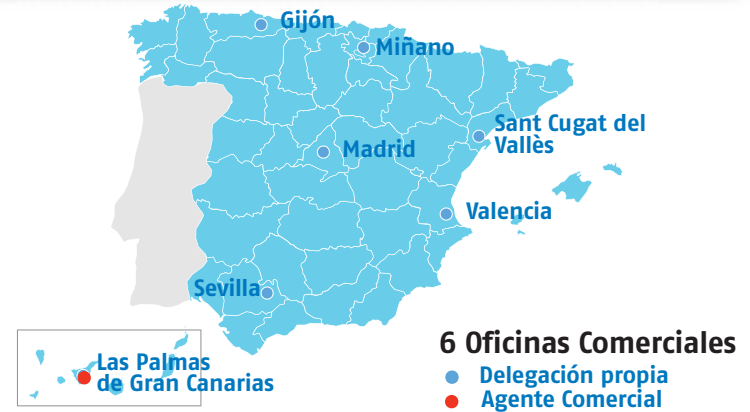 Gijón
Miñano
Sant Cugat del
Vallès
Madrid
Valencia
Sevilla
Las Palmas
de Gran Canarias
6 Oficinas Comerciales
Delegación propia
Agente Comercial